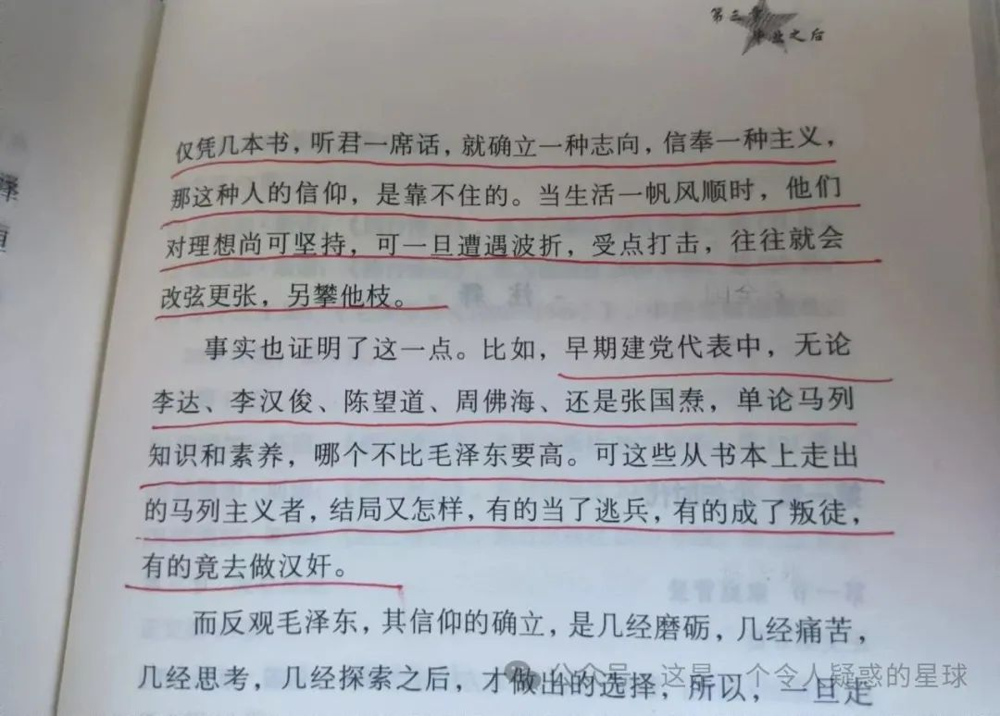 第三章
毕业之后
仅凭几本书，听君一席话，就确立一种志向，信奉一种主义，
那这种人的信仰，是靠不住的。当生活一帆风顺时，他们
对理想尚可坚持，可一旦遭遇波折，受点打击，往往就会
改弦更张，另攀他枝。
事实也证明了这一点。比如，早期建党代表中，无论
李达、李汉俊、陈望道、周佛海、还是张国焘，单论马列
知识和素养，哪个不比毛泽东要高。可这些从书本上走出
的马列主义者，结局又怎样，有的当了逃兵，有的成了叛徒，
有的竟去做汉奸。
而反观毛泽东，其信仰的确立，是几经磨砺，几经痛苦，
几经思考，几经探索之后，才做出的选择，所以，一旦走
公众号·这是一个令人疑惑的星球